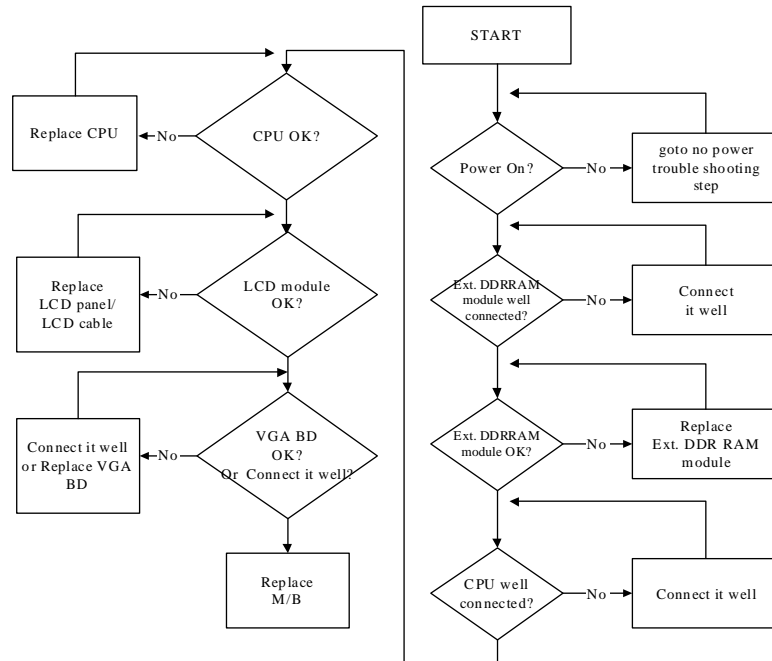 START
Power On?
No
goto no power
trouble shooting
step
Ext. DDRRAM
module well
connected?
No
Connect
it well
Ext. DDRRAM
module OK?
No
Replace
Ext. DDR RAM
module
CPU well
connected?
No
Connect it well
CPU OK?
No
Replace CPU
LCD module
OK?
No
Replace
LCD panel/
LCD cable
VGA BD
OK?
Or Connect it well?
No
Connect it well
or Replace VGA
BD
Replace
M/B